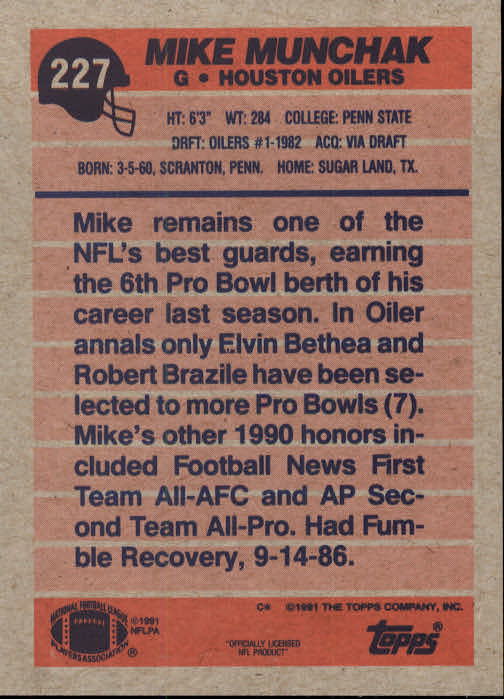 227
MIKE MUNCHAK
G • HOUSTON OILERS
HT: 6'3" WT: 284 COLLEGE: PENN STATE
DRFT: OILERS #1-1982 ACQ: VIA DRAFT
BORN: 3-5-60, SCRANTON, PENN. HOME: SUGAR LAND, TX.
Mike remains one of the
NFL's best guards, earning
the 6th Pro Bowl berth of his
career last season. In Oiler
annals only Elvin Bethea and
Robert Brazile have been se-
lected to more Pro Bowls (7).
Mike's other 1990 honors in-
cluded Football News First
Team All-AFC and AP Sec-
ond Team All-Pro. Had Fum-
ble Recovery, 9-14-86.
C* ©1991 THE TOPPS COMPANY, INC.
NATIONAL FOOTBALL LEAGUE
PLAYERS ASSOCIATION ®
©1991
NFLPA
"OFFICIALLY LICENSED
NFL PRODUCT"
Topps®